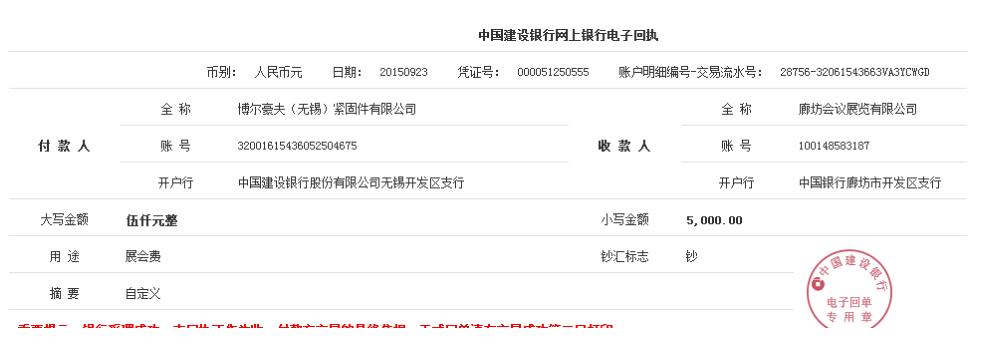 中国建设银行网上银行电子回执
币别： 人民币元 日期： 20150923 凭证号： 000051250555 账户明细编号-交易流水号： 28756-32061543663VA3YCWGD
付 款 人 全 称 博尔豪夫（无锡）紧固件有限公司 收 款 人 全 称 廊坊会议展览有限公司
账 号 32001615436052504675 账 号 100148583187
开户行 中国建设银行股份有限公司无锡开发区支行 开户行 中国银行廊坊市开发区支行
大写金额 伍仟元整 小写金额 5,000.00
用 途 展会费 钞汇标志 钞
摘 要 自定义
中国建设银行
电子回单
专 用 章